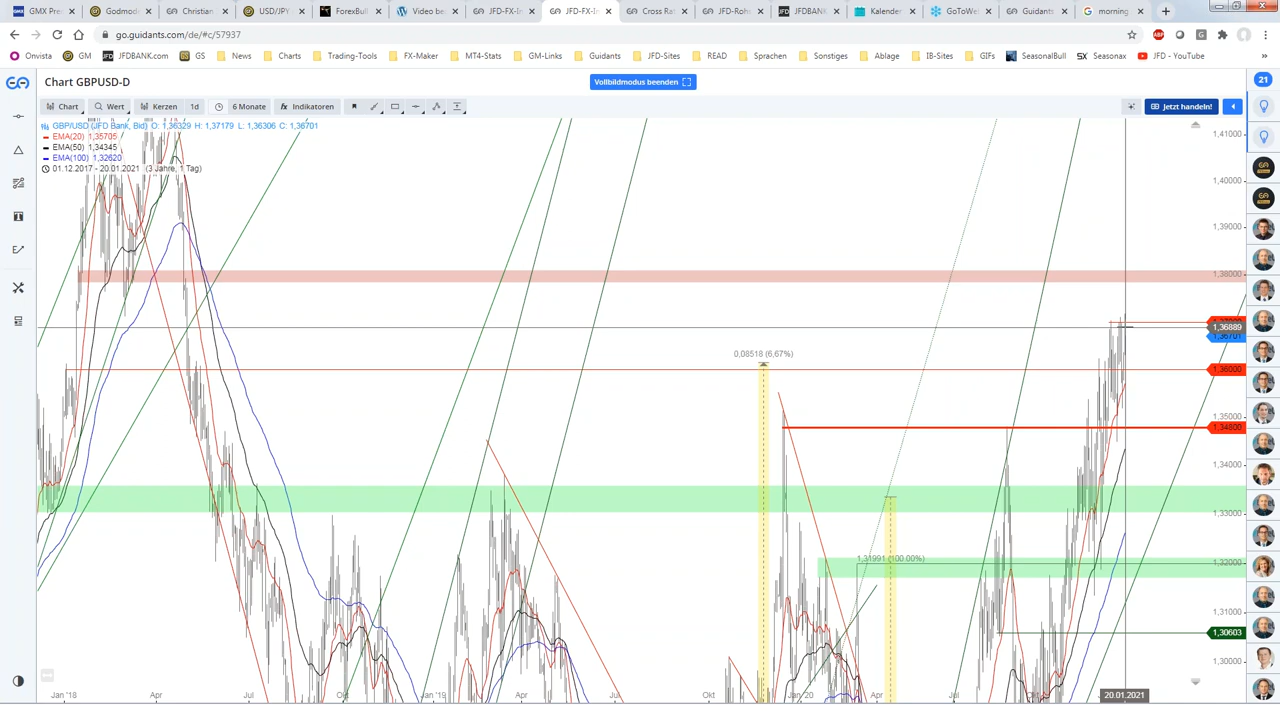 GMX Pre
Godmode
Christian
USD/JPY
ForexBull
Video be
JFD-FX-In
JFD-FX-I
Cross Ra
JFD-Roh
JFDBANK
Kalender
GoToWe
Guidants
morning
go.guidants.com/de/#c/57937
Onvista
GM
JFDBANK.com
GS
News
Charts
Trading-Tools
FX-Maker
MT4-Stats
GM-Links
Guidants
JFD-Sites
READ
Sprachen
Sonstiges
Ablage
IB-Sites
GIFs
SeasonalBull
Seasonax
JFD - YouTube
Chart GBPUSD-D
Vollbildmodus beenden
21
Chart
Wert
Kerzen
1d
6 Monate
fx Indikatoren
Jetzt handeln!
GBP/USD (JFD Bank, Bid) O: 1,36329 H: 1,37179 L: 1,36306 C: 1,36701
EMA(20) 1,35705
EMA(50) 1,34345
EMA(100) 1,32620
01.12.2017 - 20.01.2021 (3 Jahre, 1 Tag)
1,41000
1,40000
1,39000
1,38000
1,36889
1,36701
0,08518 (6,67%)
1,36000
1,35000
1,34800
1,34000
1,33000
1,31991 (100.00%)
1,32000
1,31000
1,30603
1,30000
Jan '18
Apr
Jul
Okt
Jan '19
Apr
Jul
Okt
Jan '20
Apr
Jul
20.01.2021